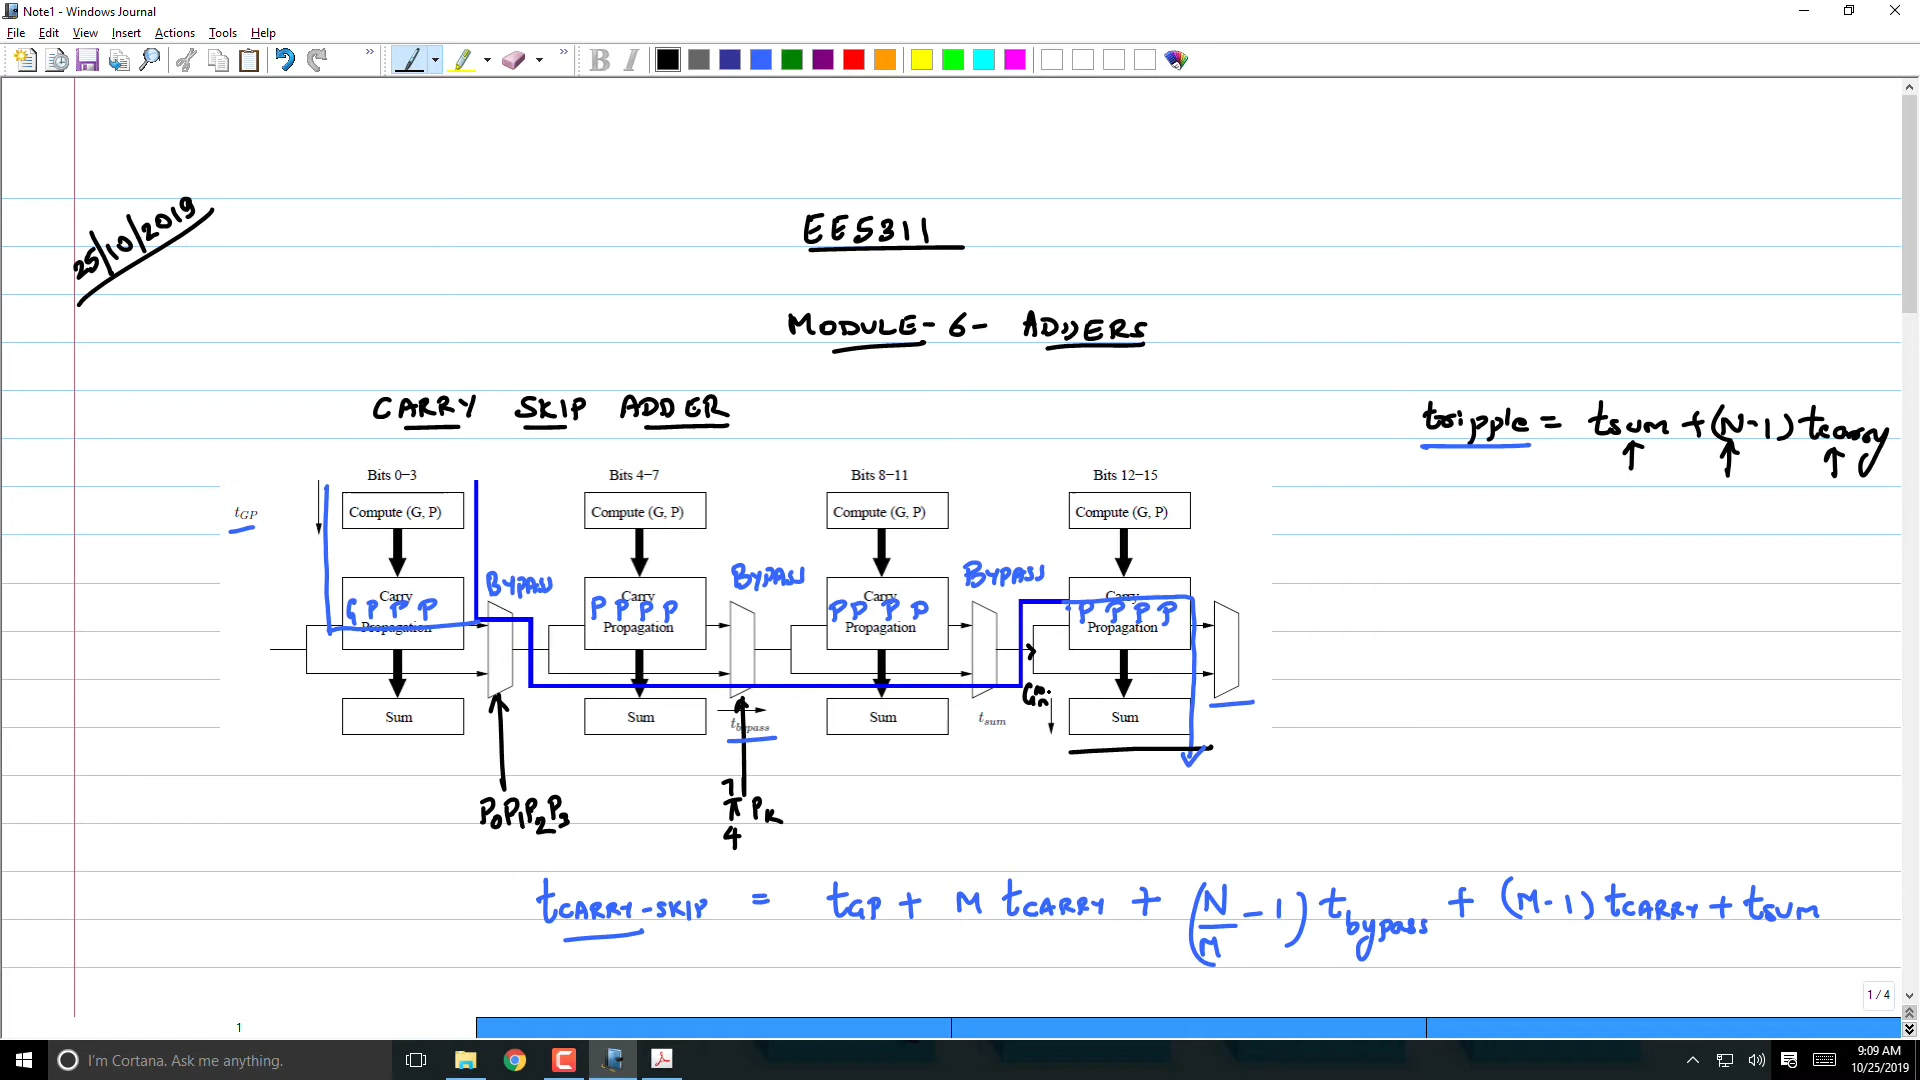 Note1 - Windows Journal
File Edit View Insert Actions Tools Help
25/10/2019
EE5311
MODULE-6- ADDERS
CARRY SKIP ADDER
tripple = tsum + (N-1) tcarry
Bits 0−3 Bits 4−7 Bits 8−11 Bits 12−15
tGP
Compute (G, P) Compute (G, P) Compute (G, P) Compute (G, P)
BYPASS BYPASS BYPASS
Carry Carry Carry Carry
G P P P P P P P P P P P P P P P
Propagation Propagation Propagation Propagation
Cin
Sum Sum Sum Sum
tbypass tsum
P0P1P2P3
7
π PK
4
tCARRY-SKIP = tGP + M tCARRY + (N/M - 1) tbypass + (M-1) tCARRY + tSUM
1 / 4
1
I'm Cortana. Ask me anything.
9:09 AM
10/25/2019